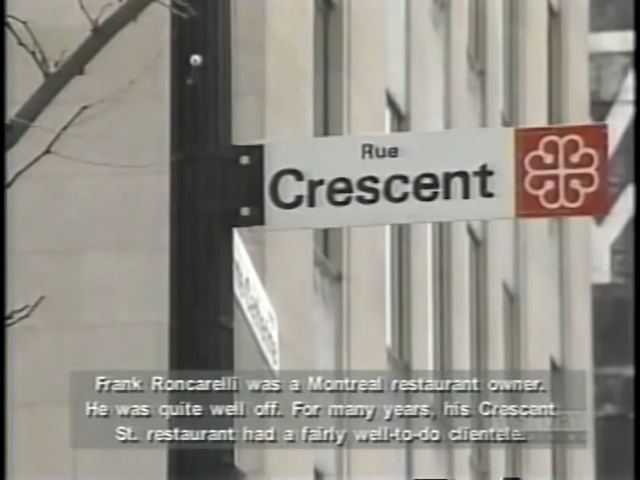 Rue
Crescent
Frank Roncarelli was a Montreal restaurant owner.
He was quite well off. For many years, his Crescent
St. restaurant had a fairly well-to-do clientele.